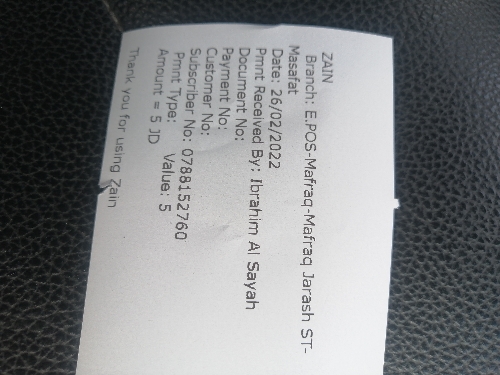 ZAIN
Branch: E.POS-Mafraq-Mafraq Jarash ST-
Masafat
Date: 26/02/2022
Pmnt Received By: Ibrahim Al Sayah
Document No:
Payment No:
Customer No:
Subscriber No: 0788152760
Pmnt Type: Value: 5
Amount = 5 JD
Thank you for using Zain